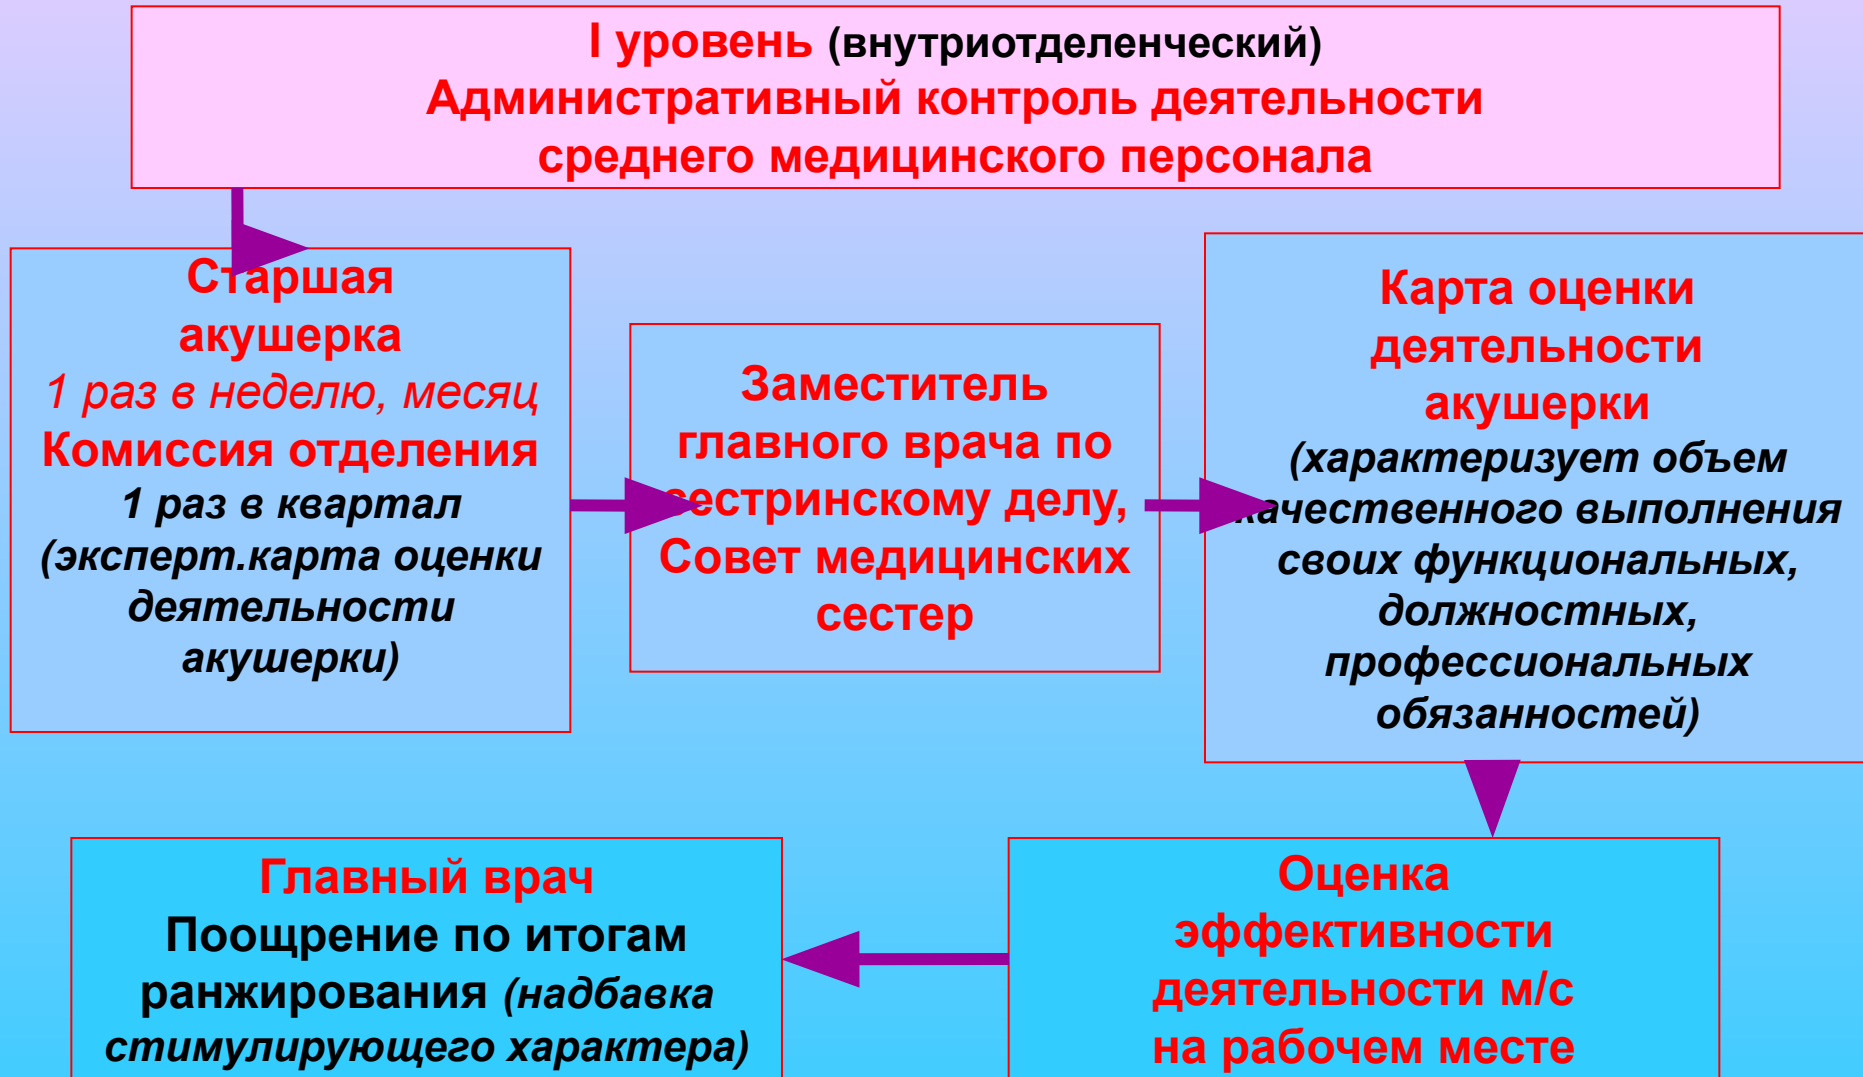 I уровень (внутриотделенческий)
Административный контроль деятельности
среднего медицинского персонала
Старшая
акушерка
1 раз в неделю, месяц
Комиссия отделения
1 раз в квартал
(эксперт.карта оценки
деятельности
акушерки)
Заместитель
главного врача по
сестринскому делу,
Совет медицинских
сестер
Карта оценки
деятельности
акушерки
(характеризует объем
качественного выполнения
своих функциональных,
должностных,
профессиональных
обязанностей)
Главный врач
Поощрение по итогам
ранжирования (надбавка
стимулирующего характера)
Оценка
эффективности
деятельности м/с
на рабочем месте